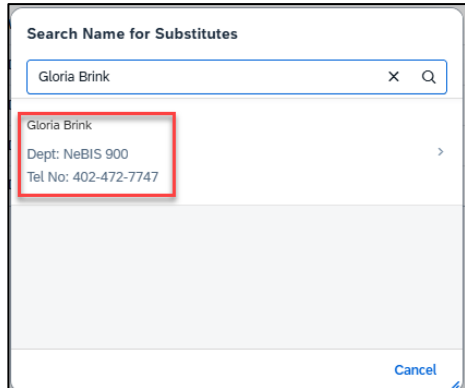 Search Name for Substitutes
Gloria Brink
Gloria Brink
Dept: NeBIS 900
Tel No: 402-472-7747
Cancel